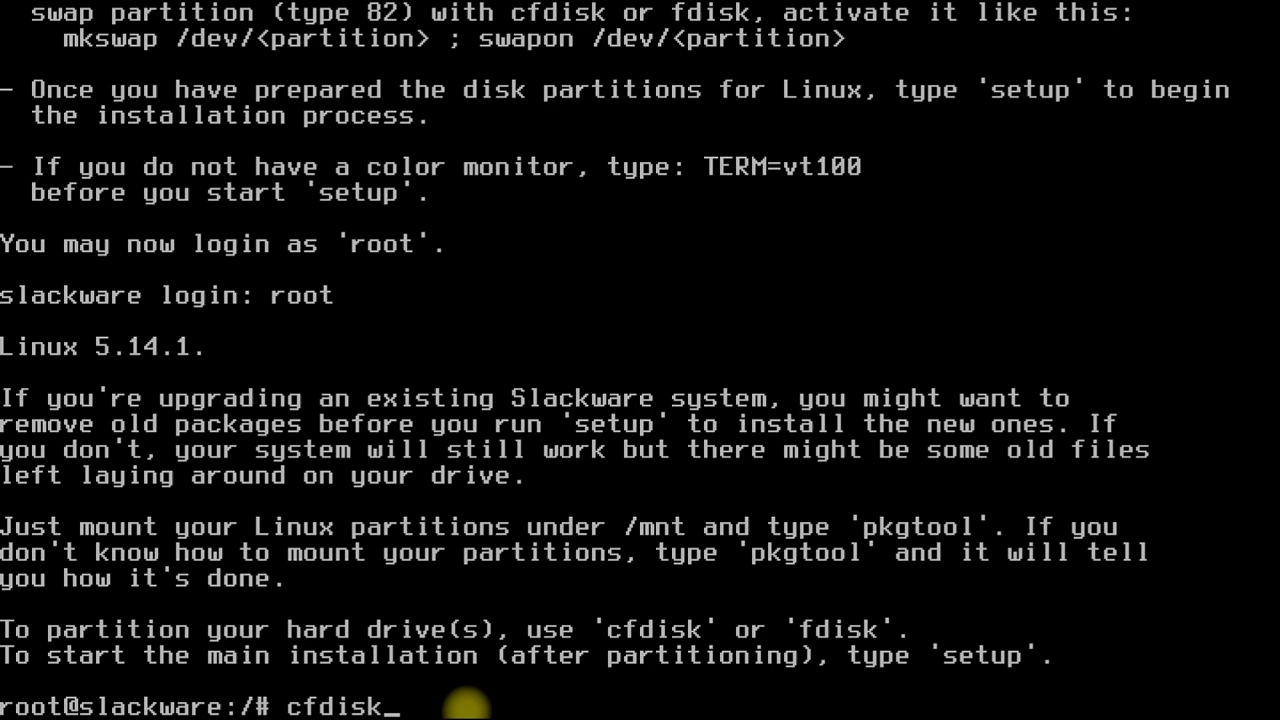 swap partition (type 82) with cfdisk or fdisk, activate it like this:
mkswap /dev/<partition> ; swapon /dev/<partition>
- Once you have prepared the disk partitions for Linux, type 'setup' to begin
the installation process.
- If you do not have a color monitor, type: TERM=vt100
before you start 'setup'.
You may now login as 'root'.
slackware login: root
Linux 5.14.1.
If you're upgrading an existing Slackware system, you might want to
remove old packages before you run 'setup' to install the new ones. If
you don't, your system will still work but there might be some old files
left laying around on your drive.
Just mount your Linux partitions under /mnt and type 'pkgtool'. If you
don't know how to mount your partitions, type 'pkgtool' and it will tell
you how it's done.
To partition your hard drive(s), use 'cfdisk' or 'fdisk'.
To start the main installation (after partitioning), type 'setup'.
root@slackware:/# cfdisk_